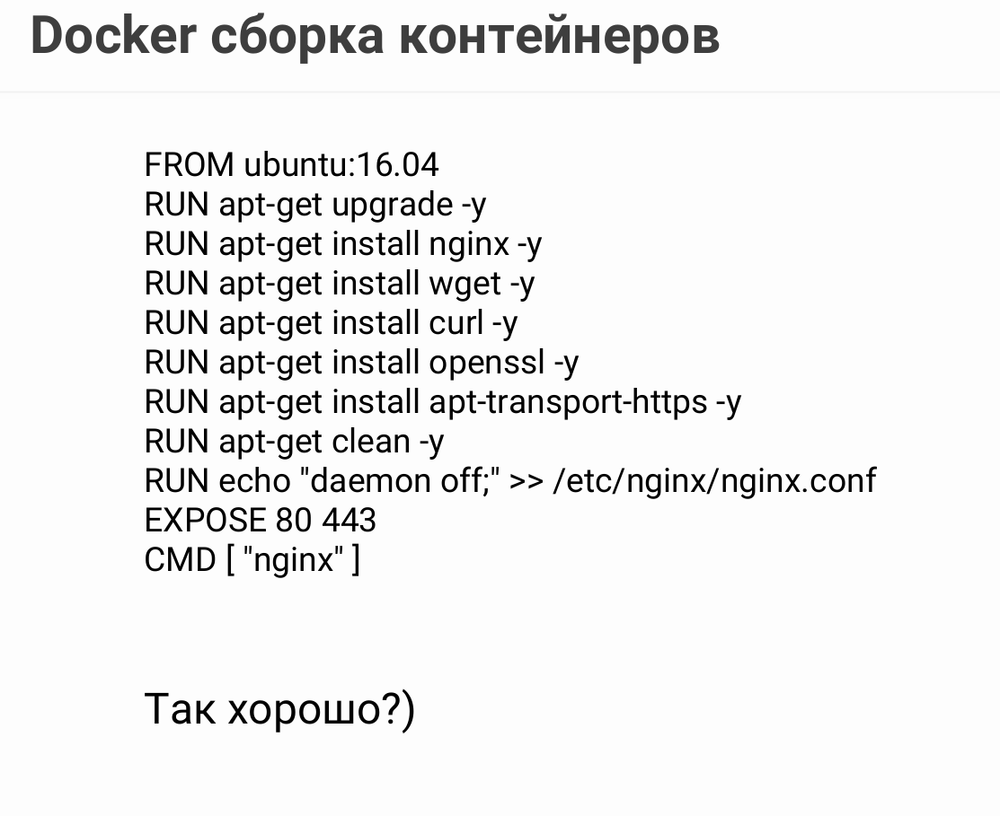 Docker сборка контейнеров
FROM ubuntu:16.04
RUN apt-get upgrade -y
RUN apt-get install nginx -y
RUN apt-get install wget -y
RUN apt-get install curl -y
RUN apt-get install openssl -y
RUN apt-get install apt-transport-https -y
RUN apt-get clean -y
RUN echo "daemon off;" >> /etc/nginx/nginx.conf
EXPOSE 80 443
CMD [ "nginx" ]
Так хорошо?)